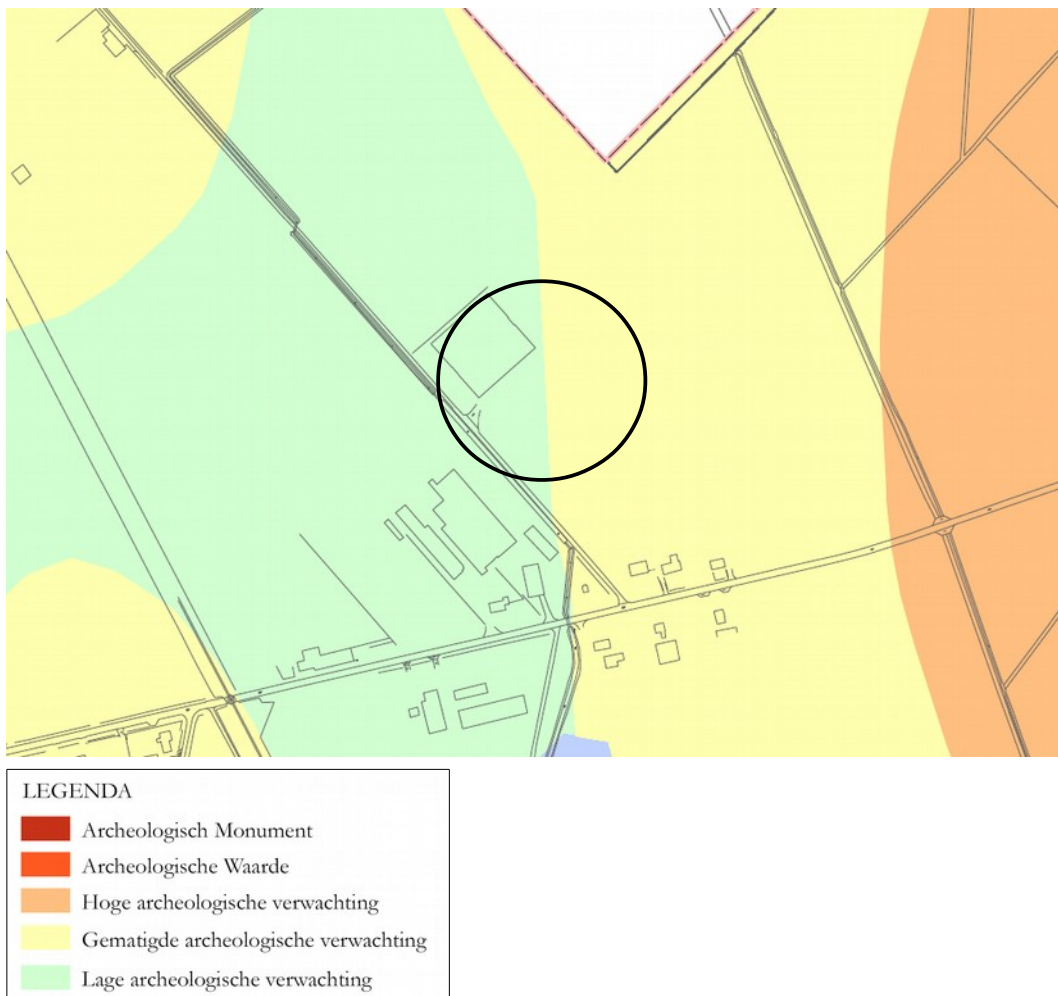 LEGENDA
Archeologisch Monument
Archeologische Waarde
Hoge archeologische verwachting
Gematigde archeologische verwachting
Lage archeologische verwachting